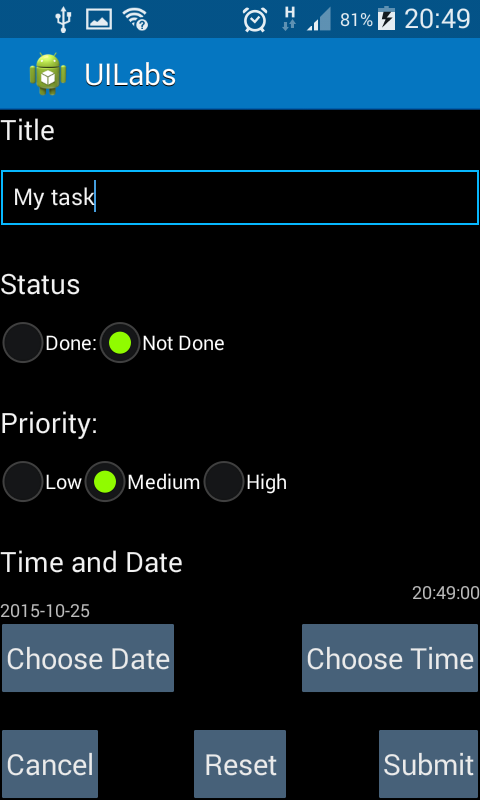 H 81% 20:49
UILabs
Title
My task
Status
Done: Not Done
Priority:
Low Medium High
Time and Date
20:49:00
2015-10-25
Choose Date Choose Time
Cancel Reset Submit